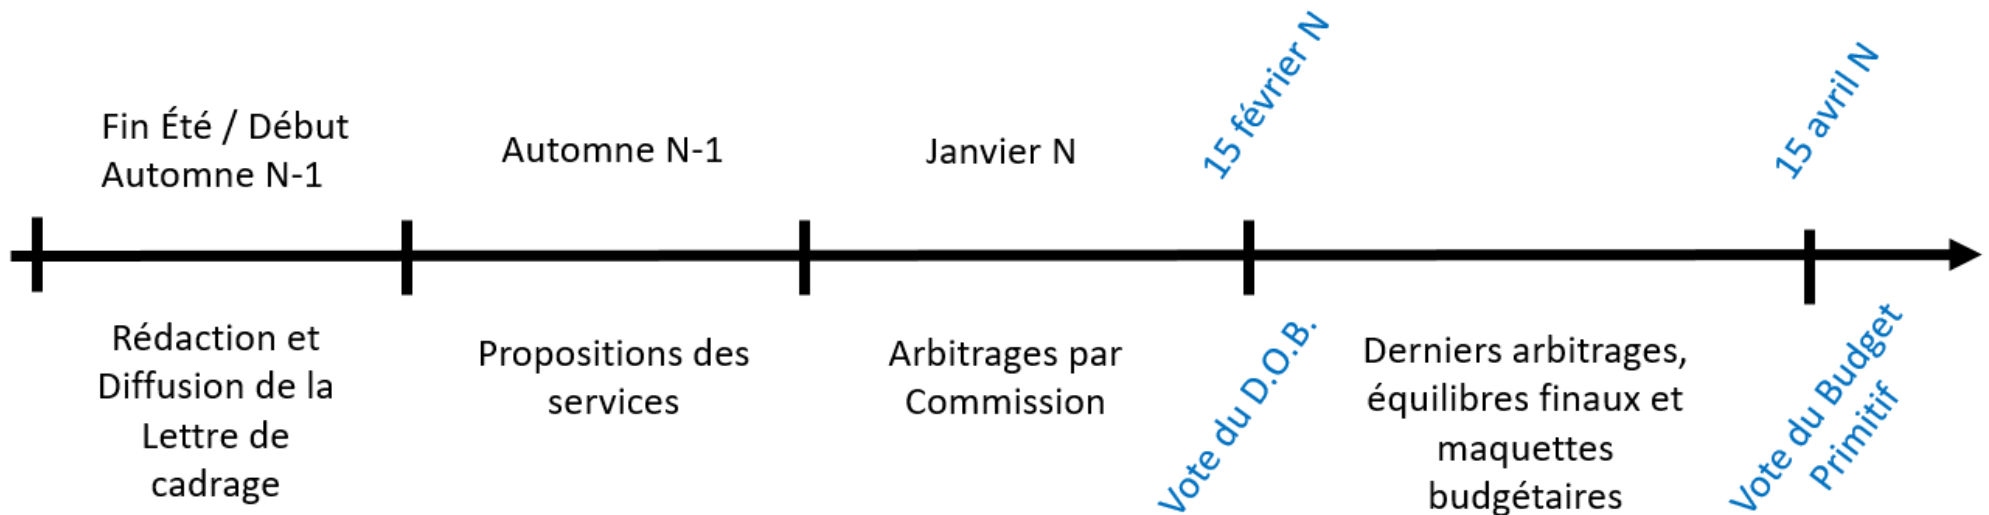 Fin Été / Début
Automne N-1
Automne N-1
Janvier N
15 février N
15 avril N
Rédaction et
Diffusion de la
Lettre de
cadrage
Propositions des
services
Arbitrages par
Commission
Vote du D.O.B.
Derniers arbitrages,
équilibres finaux et
maquettes
budgétaires
Vote du Budget
Primitif